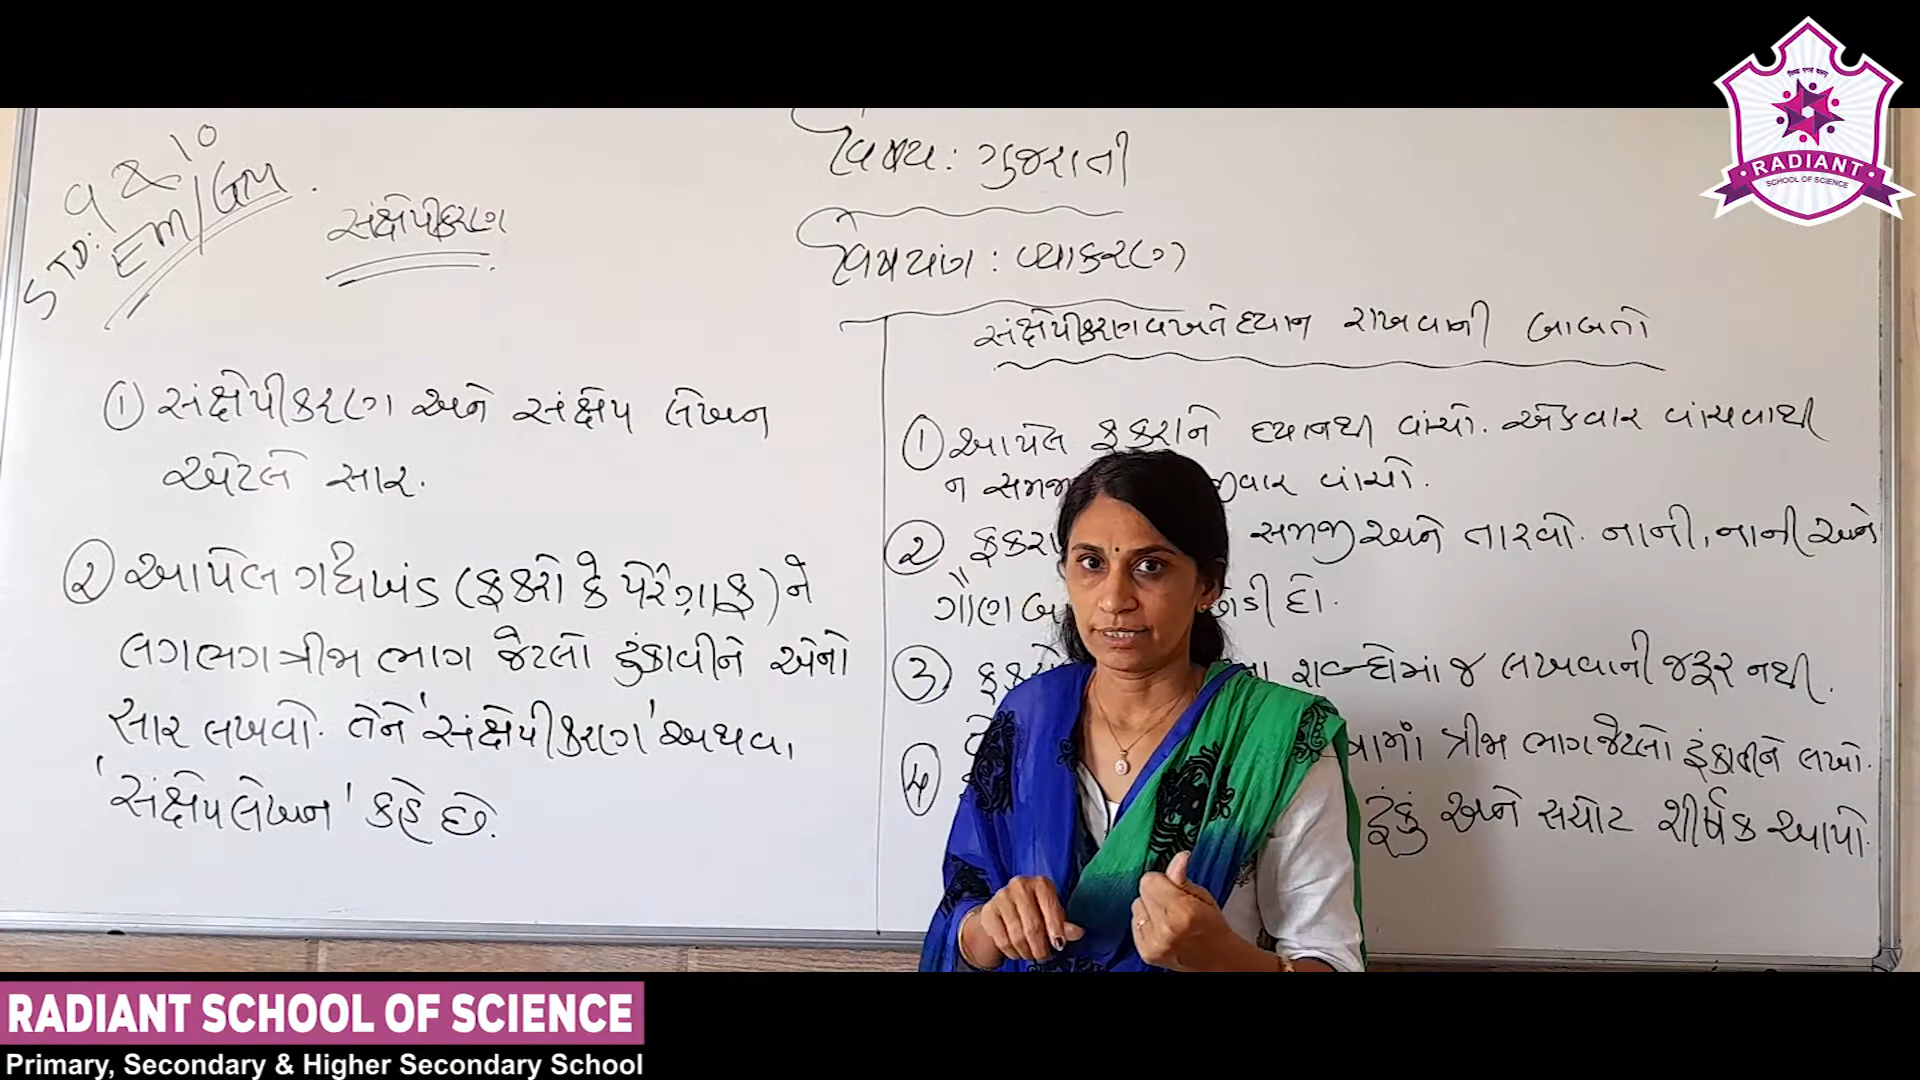 STD: 9 & 10
EM/GM.
સંક્ષેપીકરણ
વિષય: ગુજરાતી
વિષયાંગ: વ્યાકરણ
① સંક્ષેપીકરણ અને સંક્ષેપ લેખન
એટલે સાર.
② આપેલ ગદ્યખંડ (ફકરો કે પેરેગ્રાફ) ને
લગભગ ત્રીજા ભાગ જેટલો ટુંકાવીને એનો
સાર લખવો. તેને 'સંક્ષેપીકરણ' અથવા
'સંક્ષેપલેખન' કહે છે.
સંક્ષેપીકરણ વખતે ધ્યાન રાખવાની બાબતો
① આપેલ ફકરાને ધ્યાનથી વાંચો. એકવાર વાંચવાથી
ન વાંચો.
② સમજી અને તારવો. નાની, નાની અને
ગૌણ દો.
③ શબ્દોમાં જ લખવાની જરૂર નથી.
ત્રીજા ભાગ જેટલો ટૂંકાવીને લખો.
④ ટૂંકું અને સચોટ શીર્ષક આપો.
RADIANT
SCHOOL OF SCIENCE
RADIANT SCHOOL OF SCIENCE
Primary, Secondary & Higher Secondary School